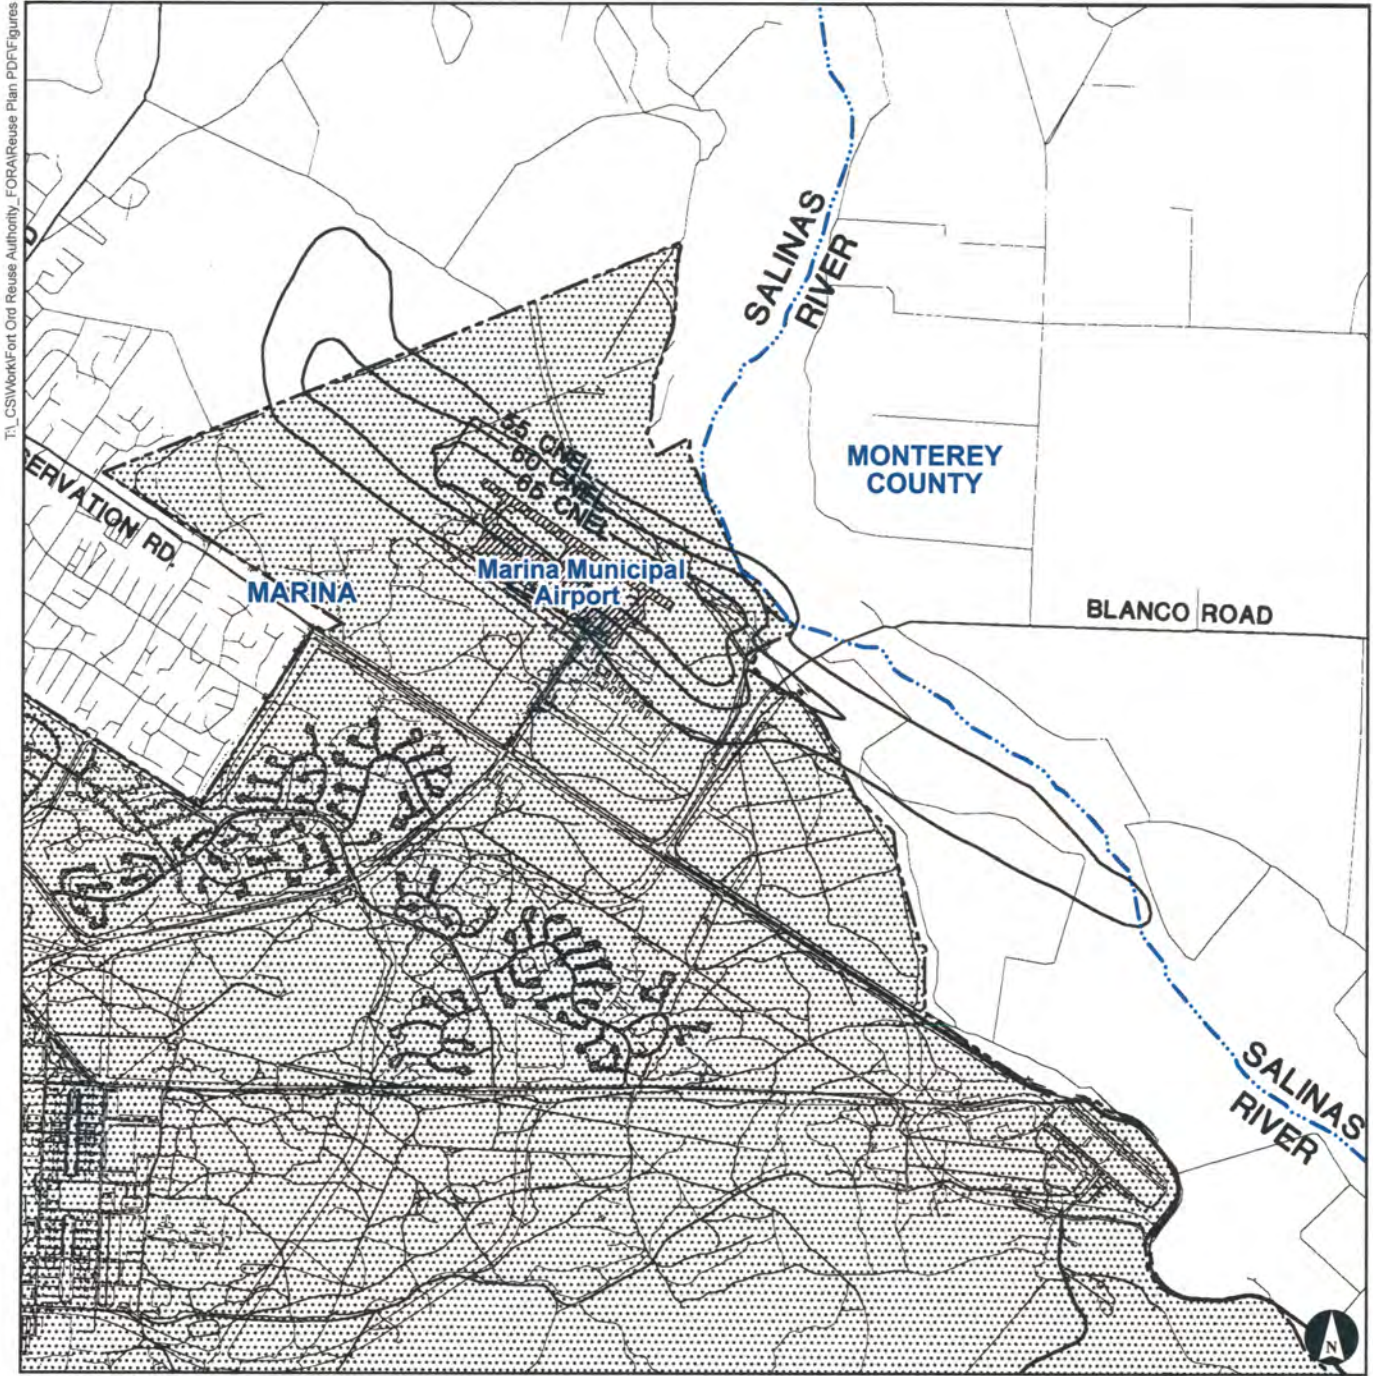 T:\_CS\Work\Fort Ord Reuse Authority_FORA\Reuse Plan PDF\Figures
SALINAS
RIVER
55 CNEL
60 CNEL
65 CNEL
MONTEREY
COUNTY
ERVATION RD.
MARINA
Marina Municipal
Airport
BLANCO ROAD
SALINAS
RIVER
N